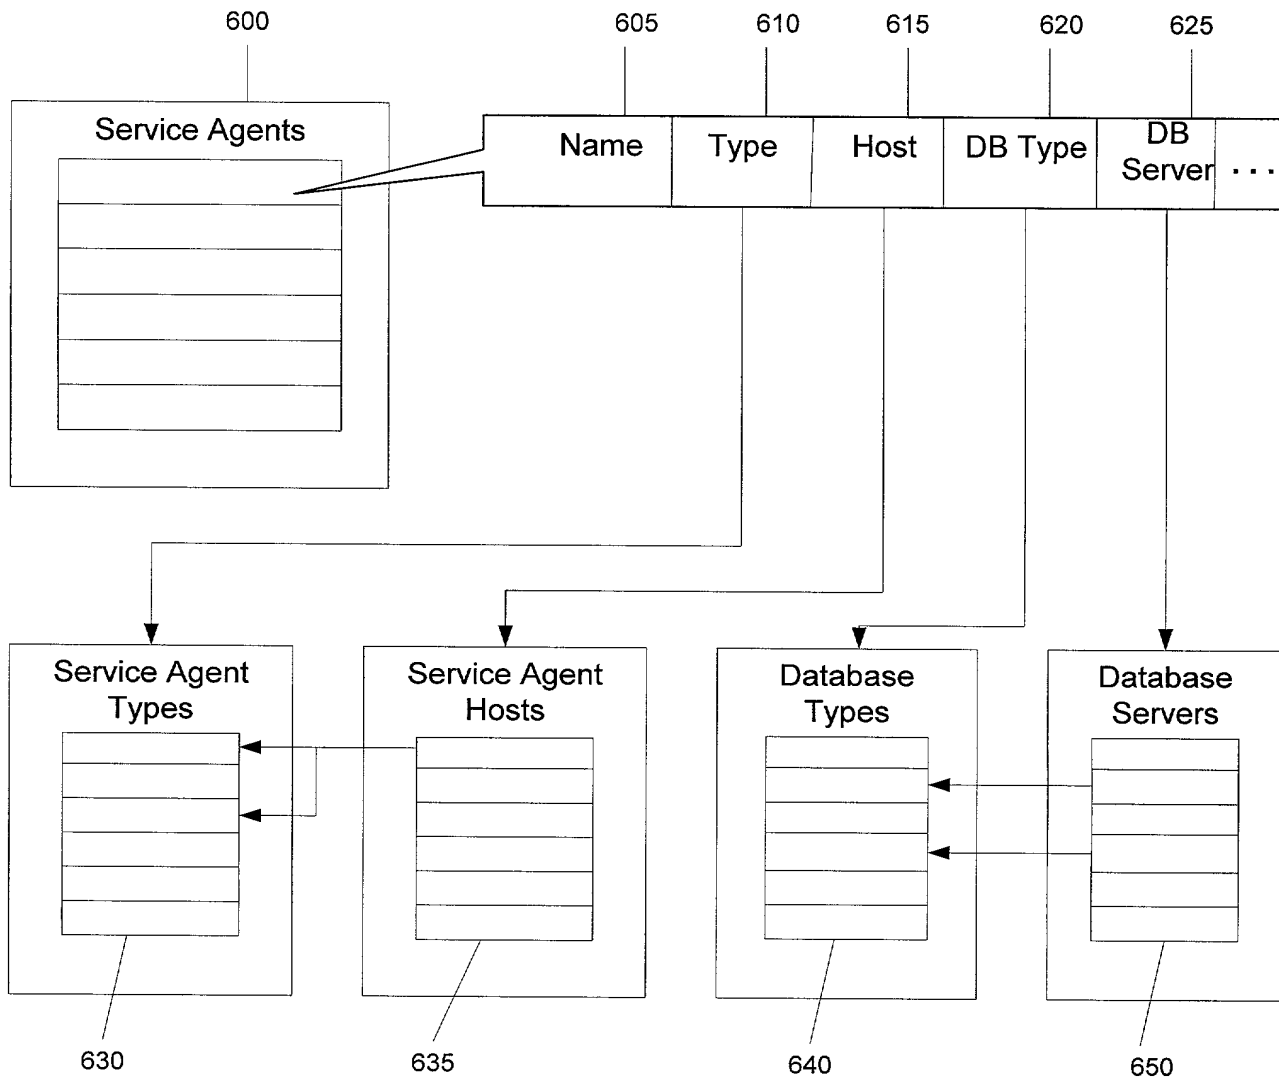 600
605
610
615
620
625
Service Agents
Name
Type
Host
DB Type
DB
Server
...
Service Agent
Types
Service Agent
Hosts
Database
Types
Database
Servers
630
635
640
650